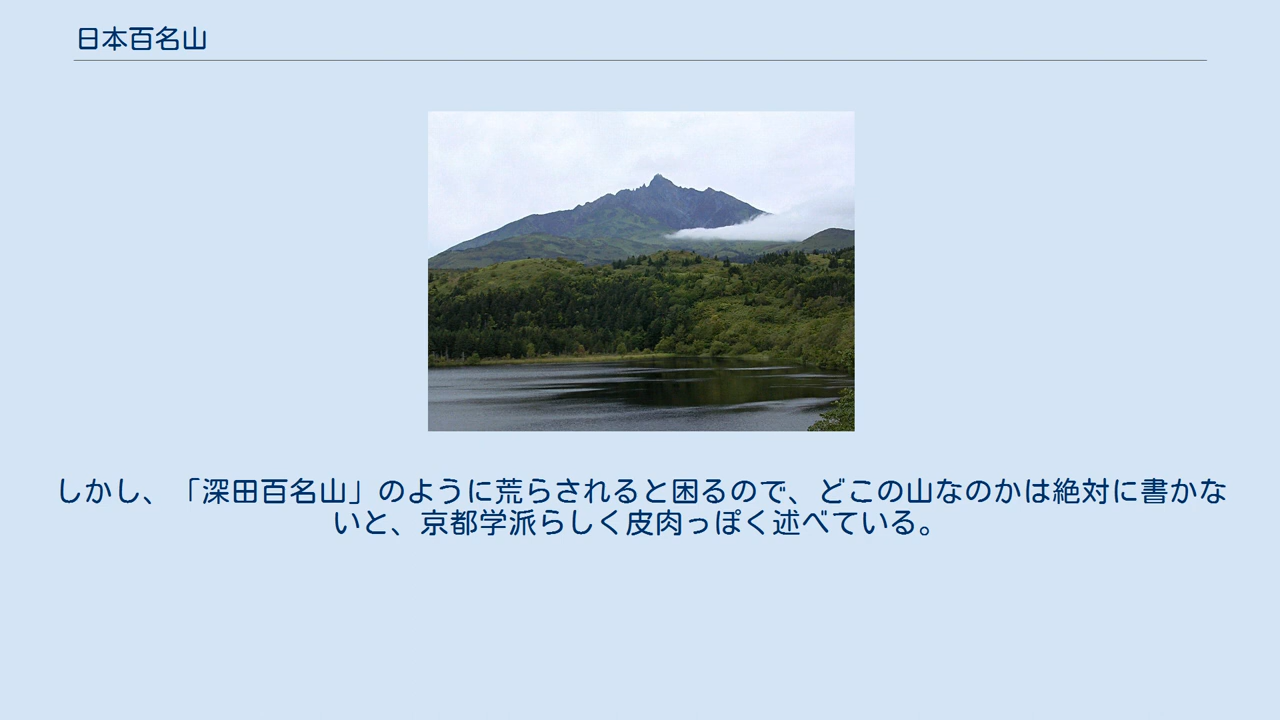 日本百名山
しかし、「深田百名山」のように荒らされると困るので、どこの山なのかは絶対に書かな
いと、京都学派らしく皮肉っぽく述べている。